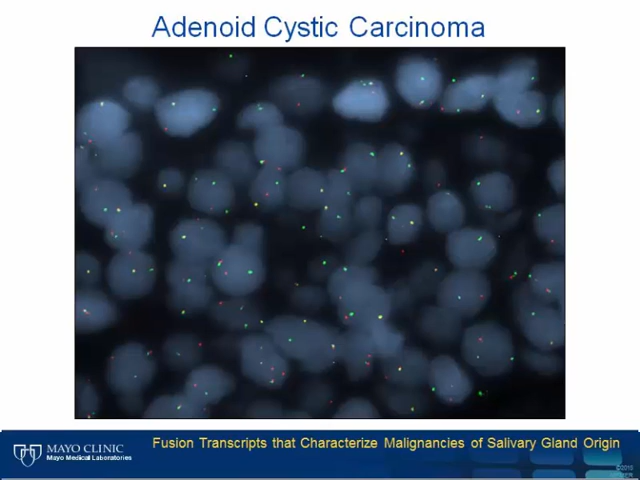 Adenoid Cystic Carcinoma
Fusion Transcripts that Characterize Malignancies of Salivary Gland Origin
MAYO CLINIC
Mayo Medical Laboratories